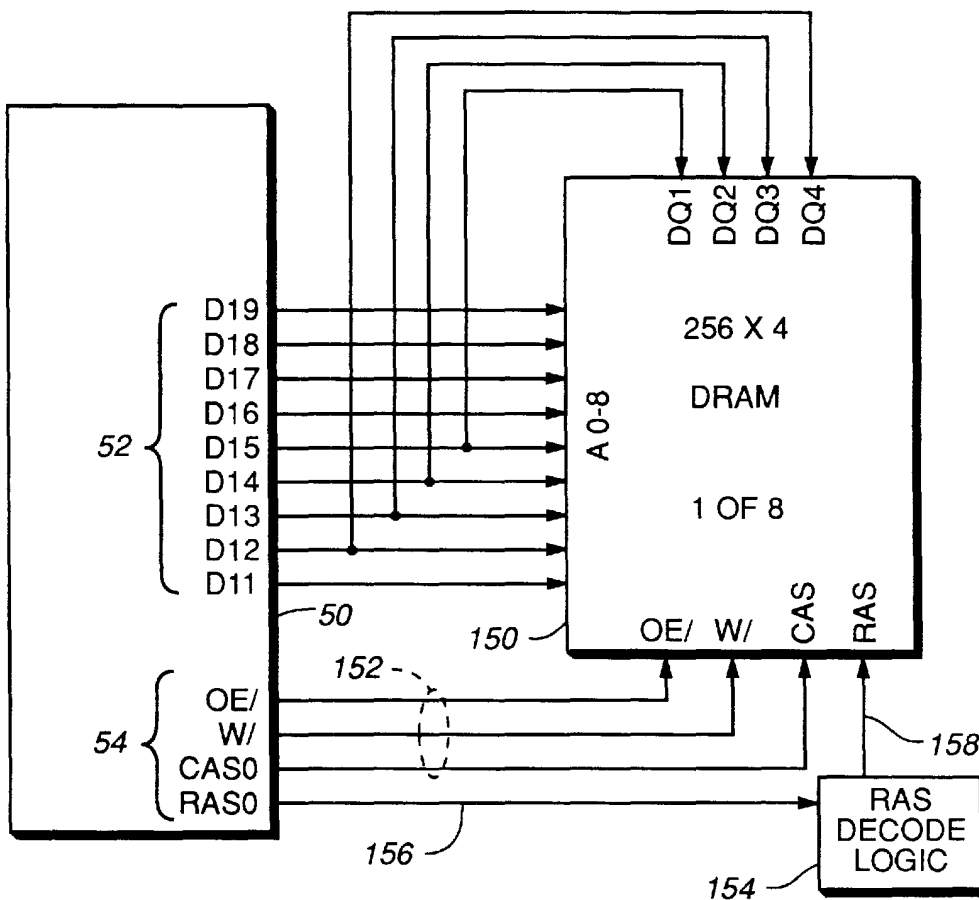 DQ1
DQ2
DQ3
DQ4
256 X 4
DRAM
1 OF 8
A 0-8
OE/ W/ CAS RAS
150
52
D19
D18
D17
D16
D15
D14
D13
D12
D11
50
152
54
OE/
W/
CAS0
RAS0
156
158
RAS
DECODE
LOGIC
154